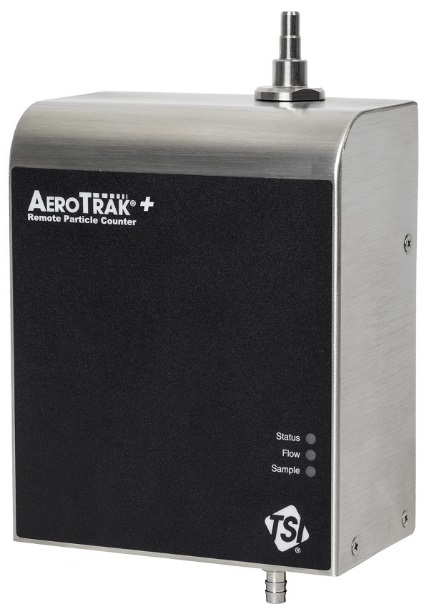 AEROTRAK® +
Remote Particle Counter
Status
Flow
Sample
TSI®